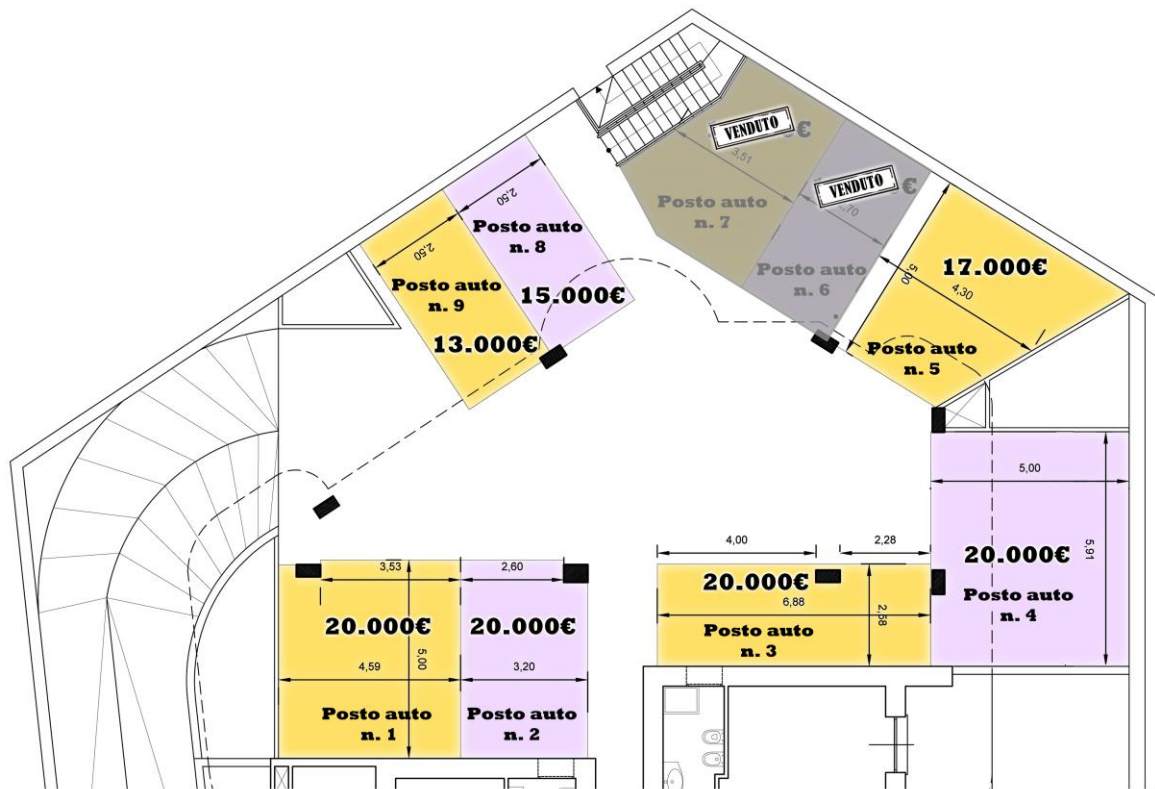 VENDUTO
€
3,51
Posto auto
n. 7
VENDUTO
€
,70
Posto auto
n. 6
2,50
Posto auto
n. 8
15.000€
2,50
Posto auto
n. 9
13.000€
17.000€
5,00
4,30
Posto auto
n. 5
5,00
5,91
20.000€
Posto auto
n. 4
4,00
2,28
20.000€
6,88
2,58
Posto auto
n. 3
3,53
2,60
20.000€
20.000€
5,00
4,59
3,20
Posto auto
n. 1
Posto auto
n. 2